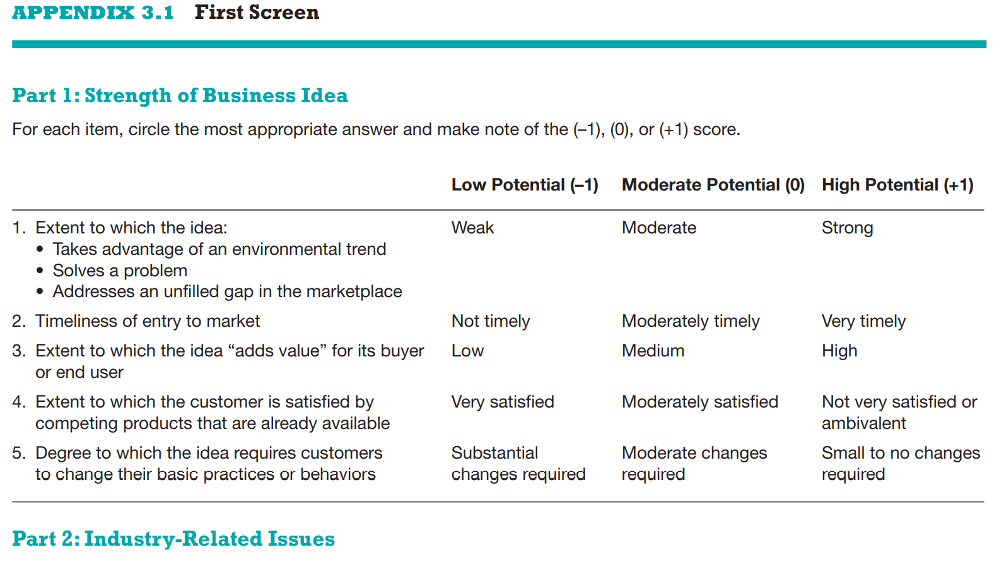 APPENDIX 3.1 First Screen
Part 1: Strength of Business Idea
For each item, circle the most appropriate answer and make note of the (–1), (0), or (+1) score.
Low Potential (–1) Moderate Potential (0) High Potential (+1)
1. Extent to which the idea: Weak Moderate Strong
• Takes advantage of an environmental trend
• Solves a problem
• Addresses an unfilled gap in the marketplace
2. Timeliness of entry to market Not timely Moderately timely Very timely
3. Extent to which the idea “adds value” for its buyer Low Medium High
or end user
4. Extent to which the customer is satisfied by Very satisfied Moderately satisfied Not very satisfied or
competing products that are already available ambivalent
5. Degree to which the idea requires customers Substantial Moderate changes Small to no changes
to change their basic practices or behaviors changes required required required
Part 2: Industry-Related Issues